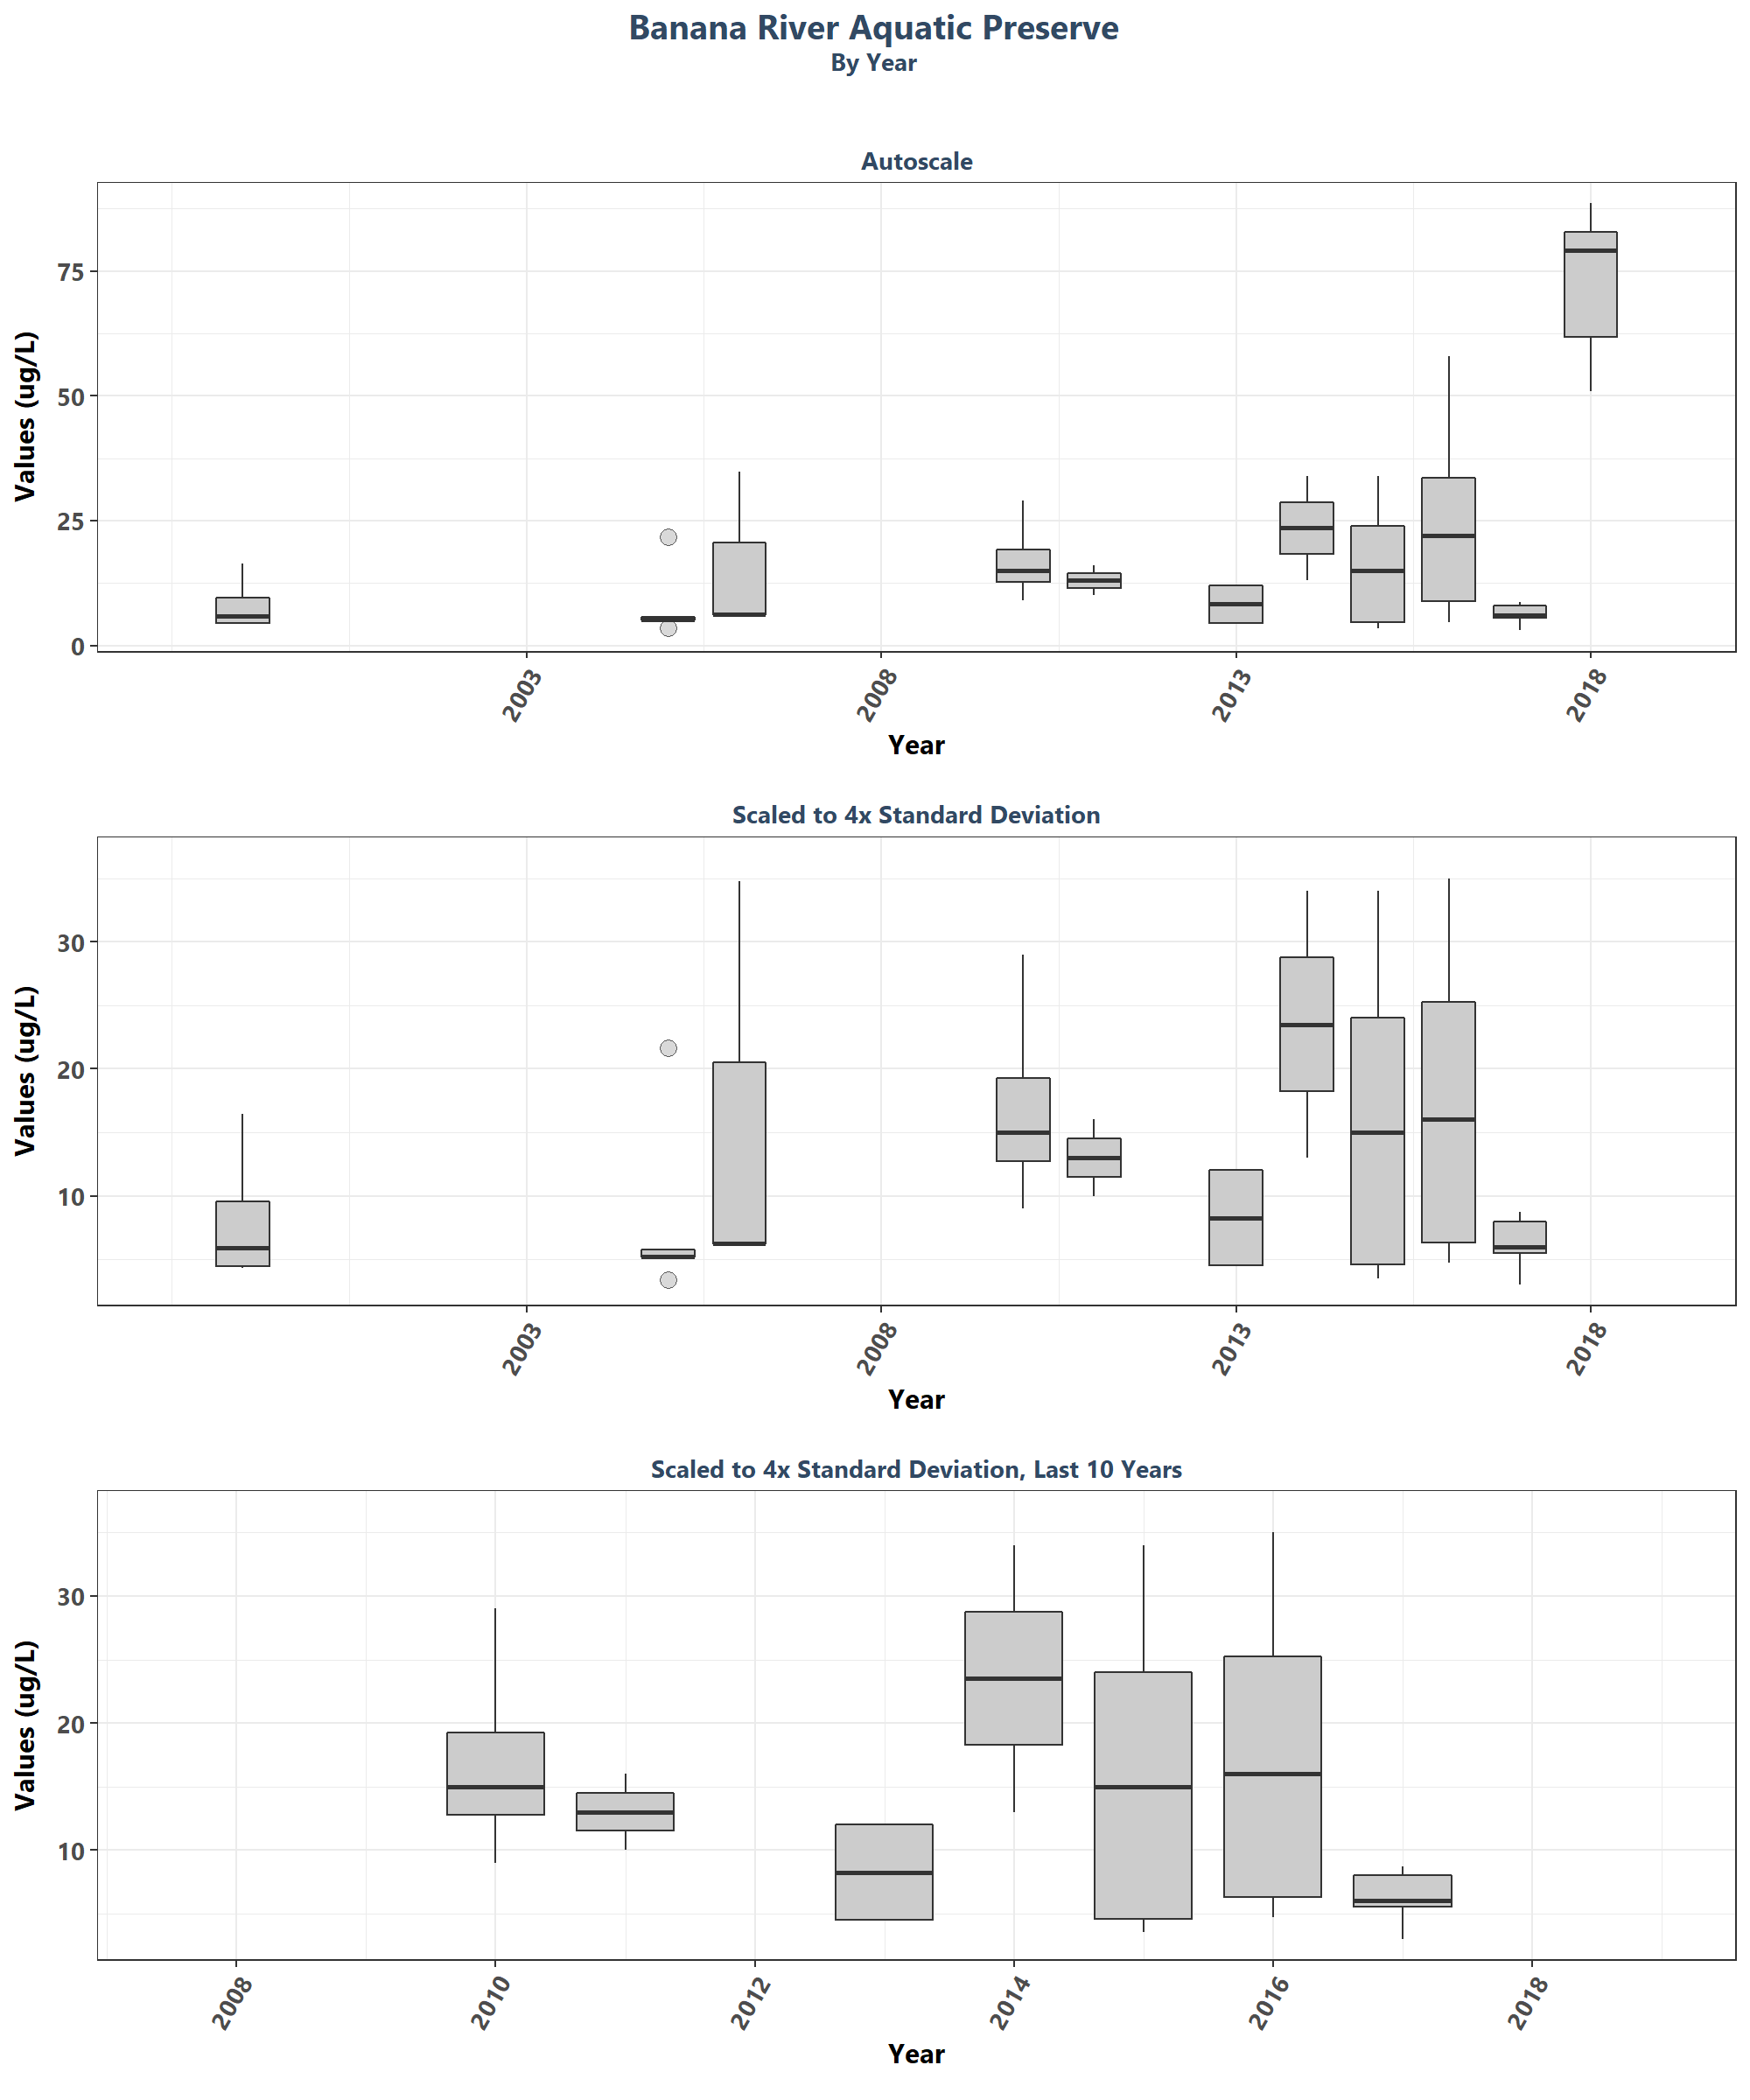 Banana River Aquatic Preserve
By Year
Autoscale
Values (ug/L)
75
50
25
0
2003
2008
2013
2018
Year
Scaled to 4x Standard Deviation
Values (ug/L)
30
20
10
2003
2008
2013
2018
Year
Scaled to 4x Standard Deviation, Last 10 Years
Values (ug/L)
30
20
10
2008
2010
2012
2014
2016
2018
Year